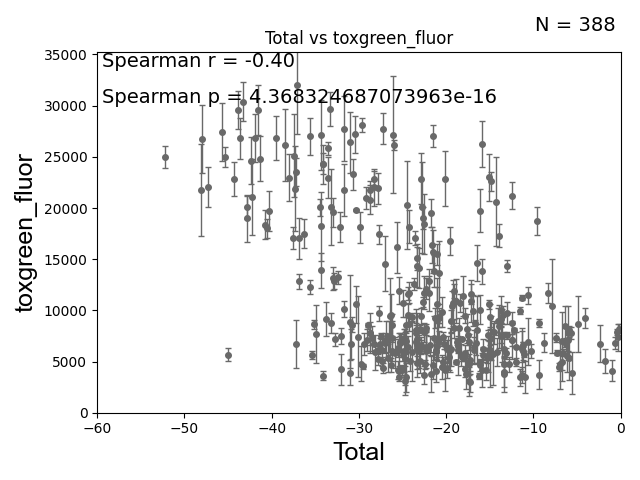 N = 388
Total vs toxgreen_fluor
Spearman r = -0.40
Spearman p = 4.368324687073963e-16
35000
30000
25000
20000
15000
10000
5000
0
toxgreen_fluor
−60 −50 −40 −30 −20 −10 0
Total